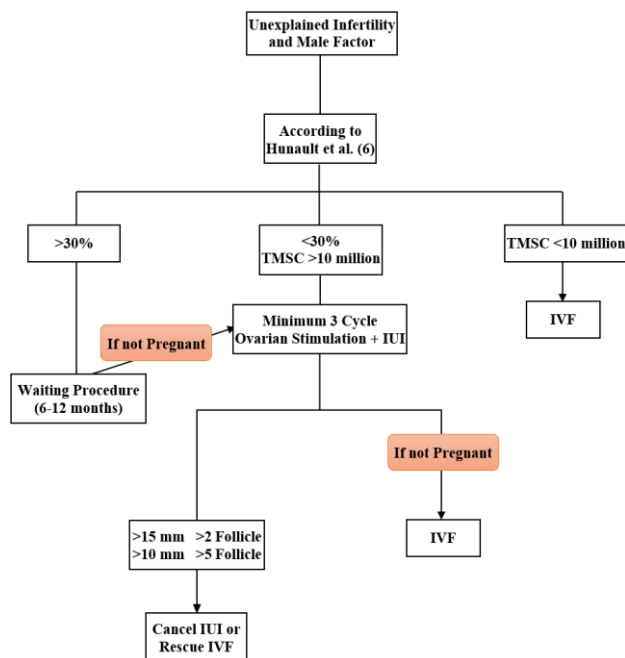 Unexplained Infertility
and Male Factor
According to
Hunault et al. (6)
>30%
<30%
TMSC >10 million
TMSC <10 million
IVF
Minimum 3 Cycle
Ovarian Stimulation + IUI
If not Pregnant
Waiting Procedure
(6-12 months)
If not Pregnant
>15 mm >2 Follicle
>10 mm >5 Follicle
IVF
Cancel IUI or
Rescue IVF